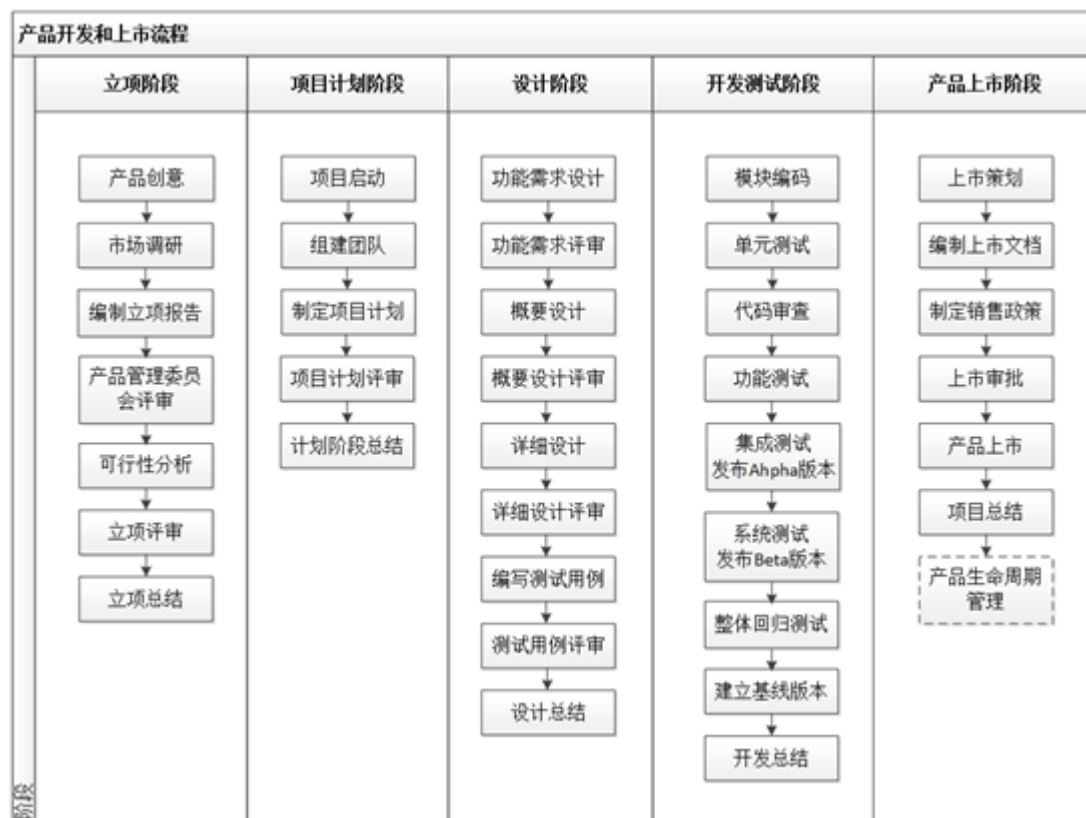 产品开发和上市流程
立项阶段
项目计划阶段
设计阶段
开发测试阶段
产品上市阶段
产品创意
市场调研
编制立项报告
产品管理委员
会评审
可行性分析
立项评审
立项总结
项目启动
组建团队
制定项目计划
项目计划评审
计划阶段总结
功能需求设计
功能需求评审
概要设计
概要设计评审
详细设计
详细设计评审
编写测试用例
测试用例评审
设计总结
模块编码
单元测试
代码审查
功能测试
集成测试
发布Ahpha版本
系统测试
发布Beta版本
整体回归测试
建立基线版本
开发总结
上市策划
编制上市文档
制定销售政策
上市审批
产品上市
项目总结
产品生命周期
管理
阶段